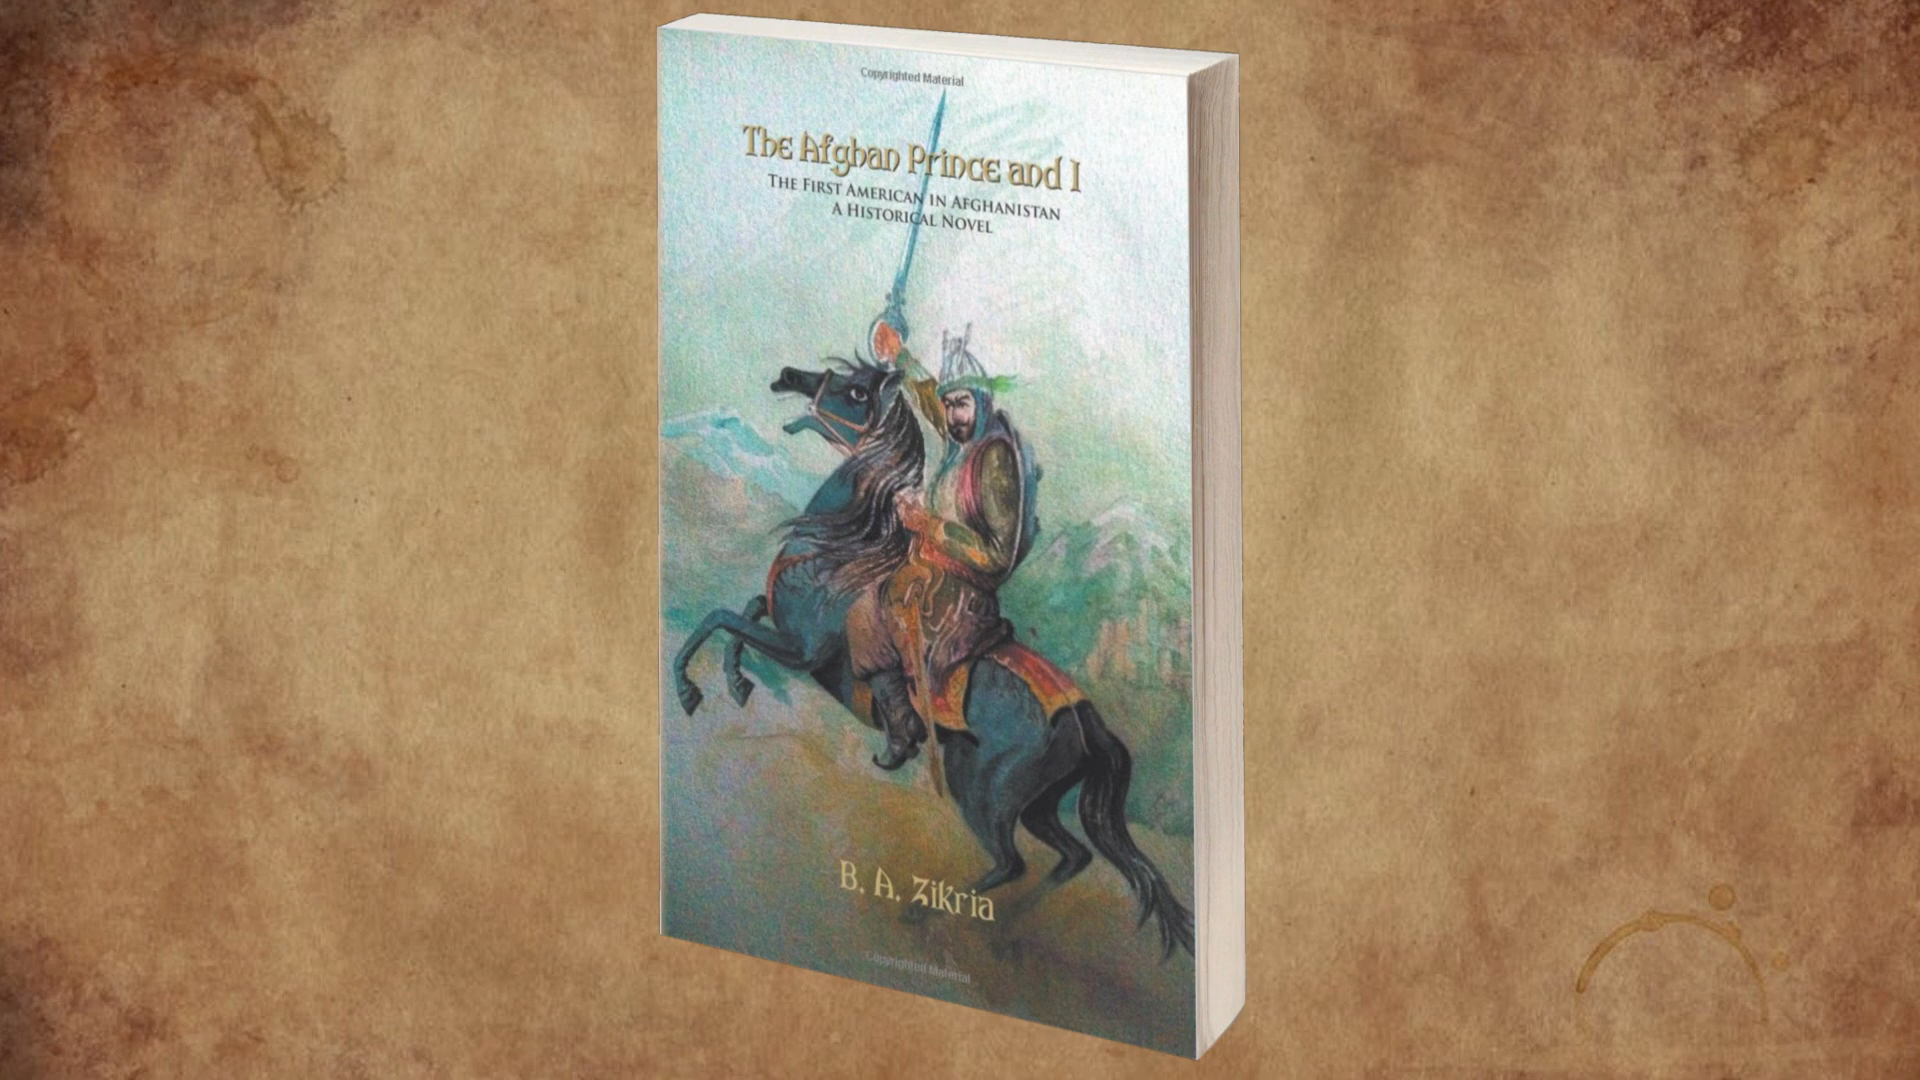 Copyrighted Material
The Afghan Prince and I
The First American in Afghanistan
A Historical Novel
B. A. Zikria
Copyrighted Material